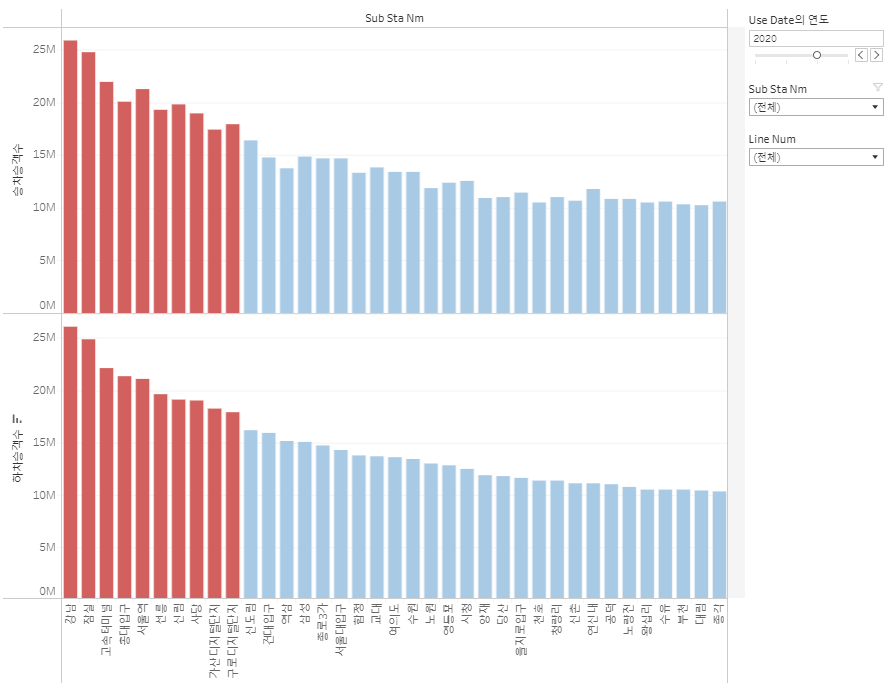 Sub Sta Nm
25M
20M
15M
10M
5M
0M
승차승객수
25M
20M
15M
10M
5M
0M
하차승객수
강남
잠실
고속터미널
홍대입구
서울역
선릉
신림
사당
가산디지털단지
구로디지털단지
신도림
건대입구
역삼
삼성
종로3가
서울대입구
합정
교대
여의도
수원
노원
영등포
시청
양재
당산
을지로입구
천호
청량리
신촌
연신내
공덕
노량진
왕십리
수유
부천
대림
종각
Use Date의 연도
2020
Sub Sta Nm
(전체)
Line Num
(전체)